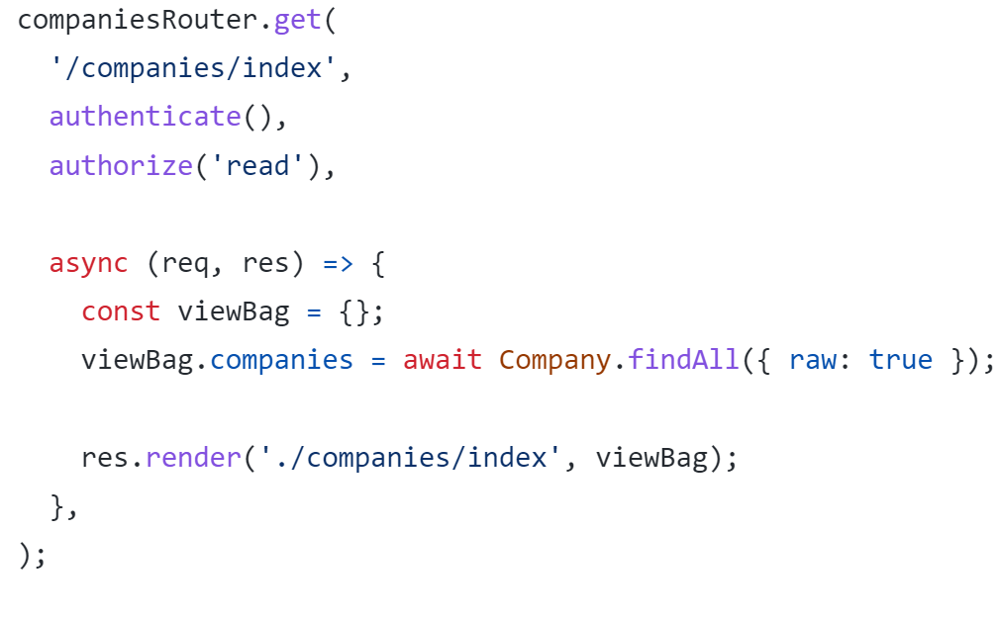 companiesRouter.get(
  '/companies/index',
  authenticate(),
  authorize('read'),

  async (req, res) => {
    const viewBag = {};
    viewBag.companies = await Company.findAll({ raw: true });

    res.render('./companies/index', viewBag);
  },
);